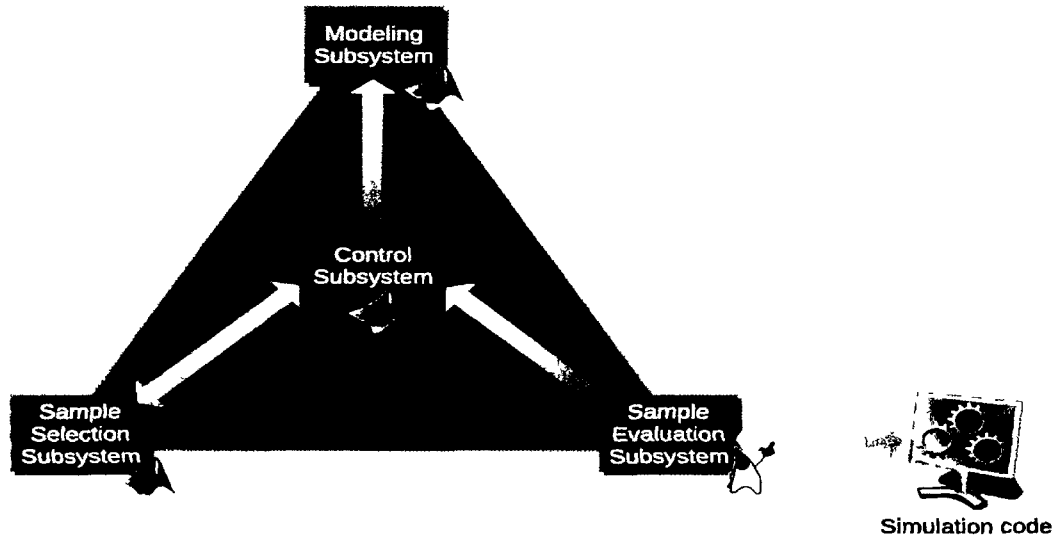 Modeling
Subsystem
Control
Subsystem
Sample
Selection
Subsystem
Sample
Evaluation
Subsystem
Simulation code